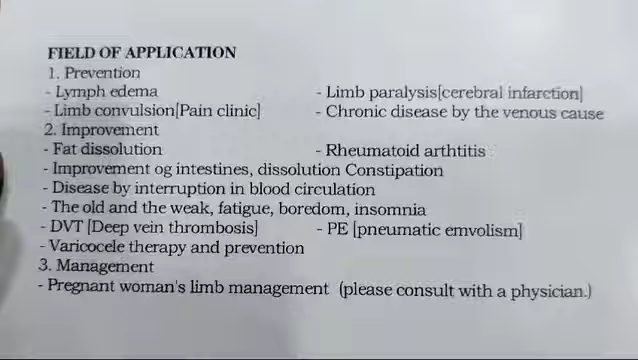 FIELD OF APPLICATION
1. Prevention
- Lymph edema - Limb paralysis[cerebral infarction]
- Limb convulsion[Pain clinic] - Chronic disease by the venous cause
2. Improvement
- Fat dissolution - Rheumatoid arthtitis
- Improvement og intestines, dissolution Constipation
- Disease by interruption in blood circulation
- The old and the weak, fatigue, boredom, insomnia
- DVT [Deep vein thrombosis] - PE [pneumatic emvolism]
- Varicocele therapy and prevention
3. Management
- Pregnant woman's limb management (please consult with a physician.)